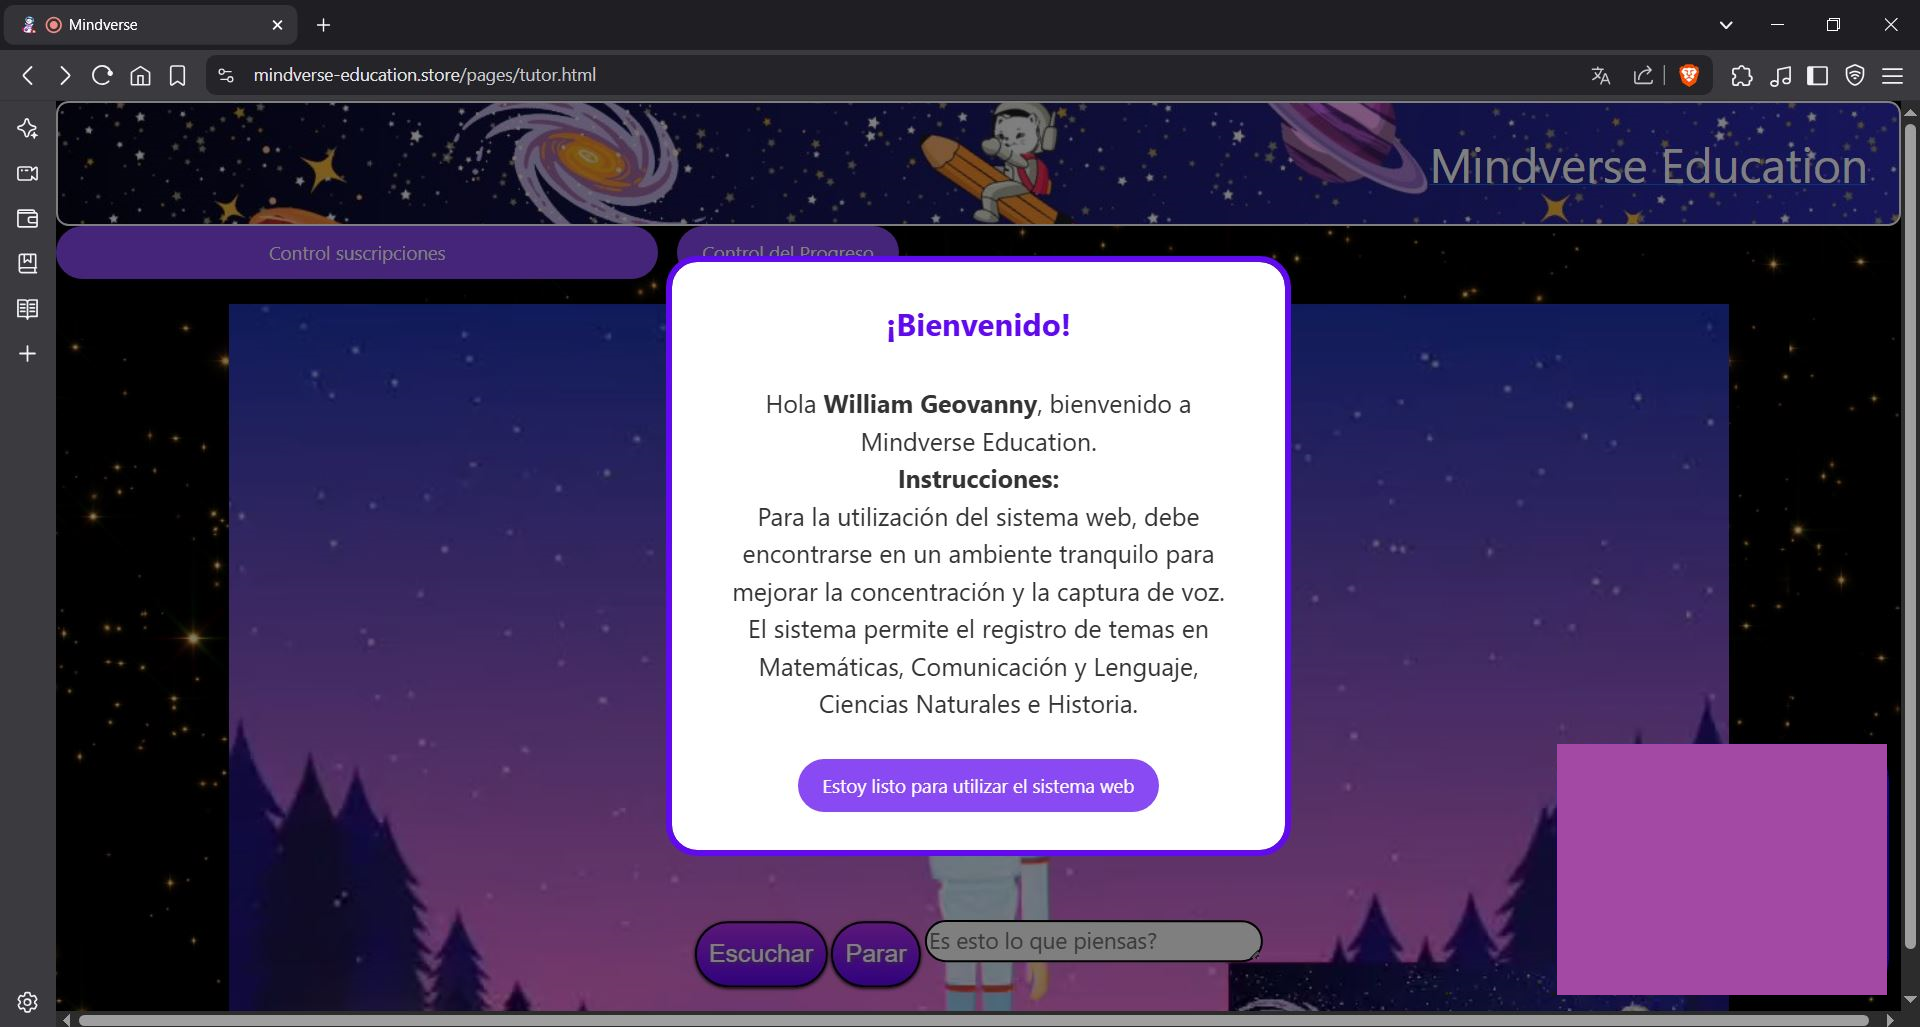 Mindverse
mindverse-education.store/pages/tutor.html
Mindverse Education
Control suscripciones
Control del Progreso
¡Bienvenido!
Hola William Geovanny, bienvenido a
Mindverse Education.
Instrucciones:
Para la utilización del sistema web, debe
encontrarse en un ambiente tranquilo para
mejorar la concentración y la captura de voz.
El sistema permite el registro de temas en
Matemáticas, Comunicación y Lenguaje,
Ciencias Naturales e Historia.
Estoy listo para utilizar el sistema web
Escuchar
Parar
Es esto lo que piensas?